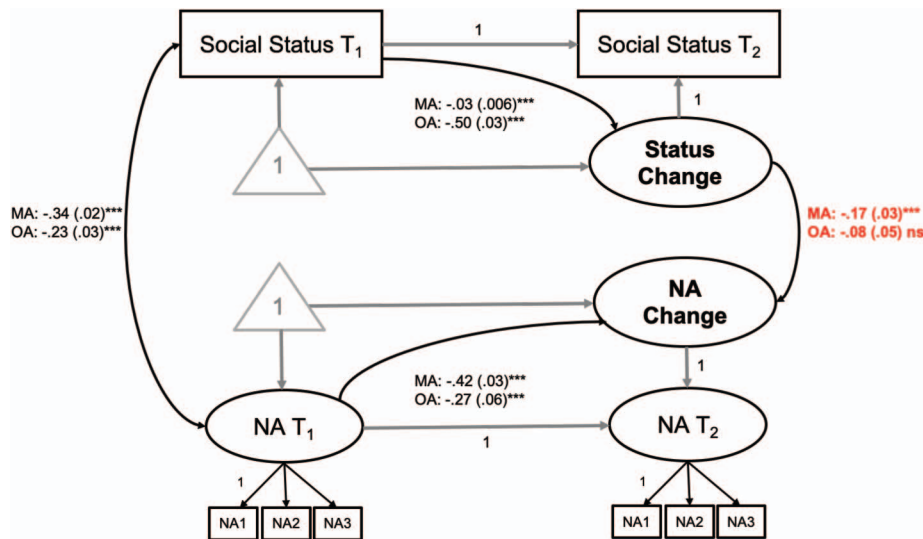 Social Status T1
1
Social Status T2
MA: -.03 (.006)***
OA: -.50 (.03)***
1
1
Status
Change
MA: -.34 (.02)***
OA: -.23 (.03)***
MA: -.17 (.03)***
OA: -.08 (.05) ns
1
NA
Change
MA: -.42 (.03)***
OA: -.27 (.06)***
1
NA T1
1
NA T2
1
NA1 NA2 NA3
1
NA1 NA2 NA3